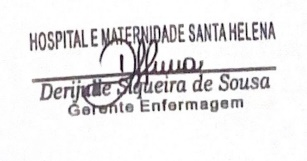 HOSPITAL E MATERNIDADE SANTA HELENA
Siqueira de Sousa
Gerente Enfermagem